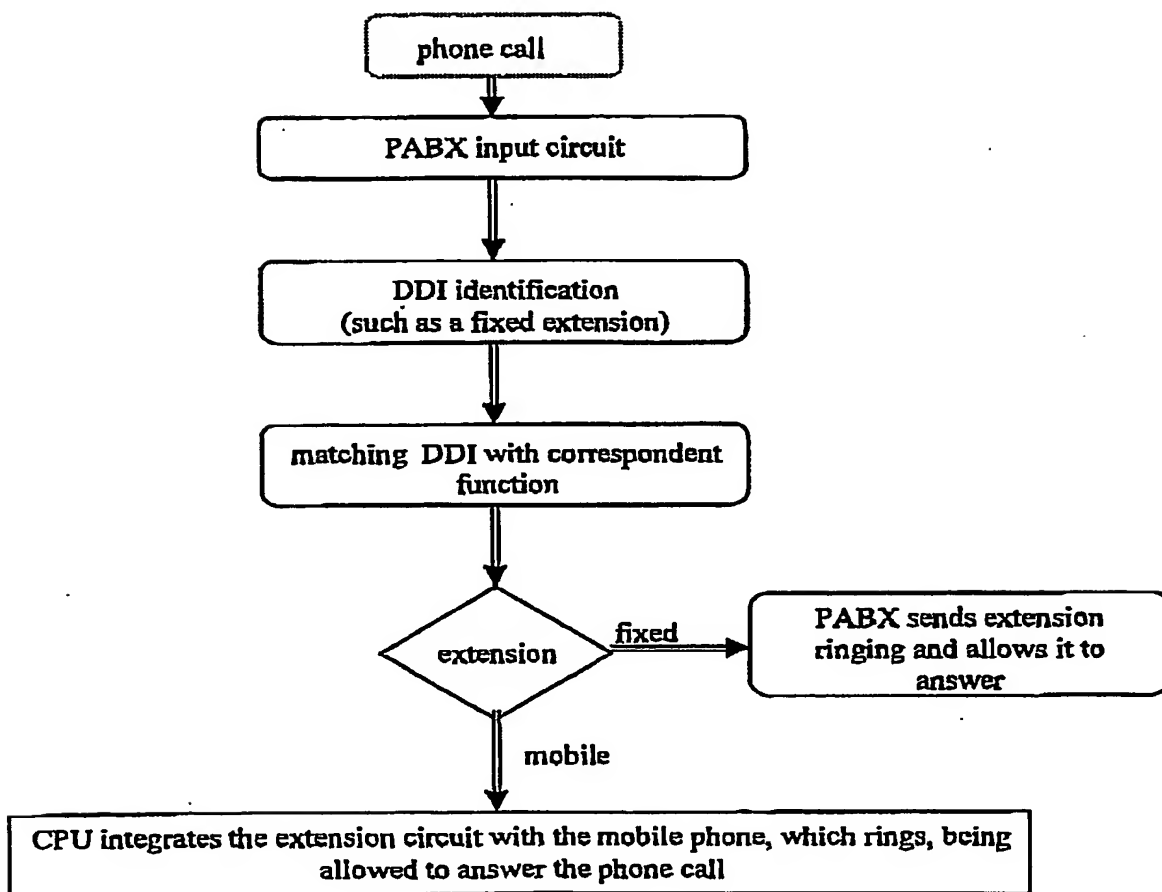 phone call
PABX input circuit
DDI identification
(such as a fixed extension)
matching DDI with correspondent
function
extension
fixed
PABX sends extension
ringing and allows it to
answer
mobile
CPU integrates the extension circuit with the mobile phone, which rings, being
allowed to answer the phone call